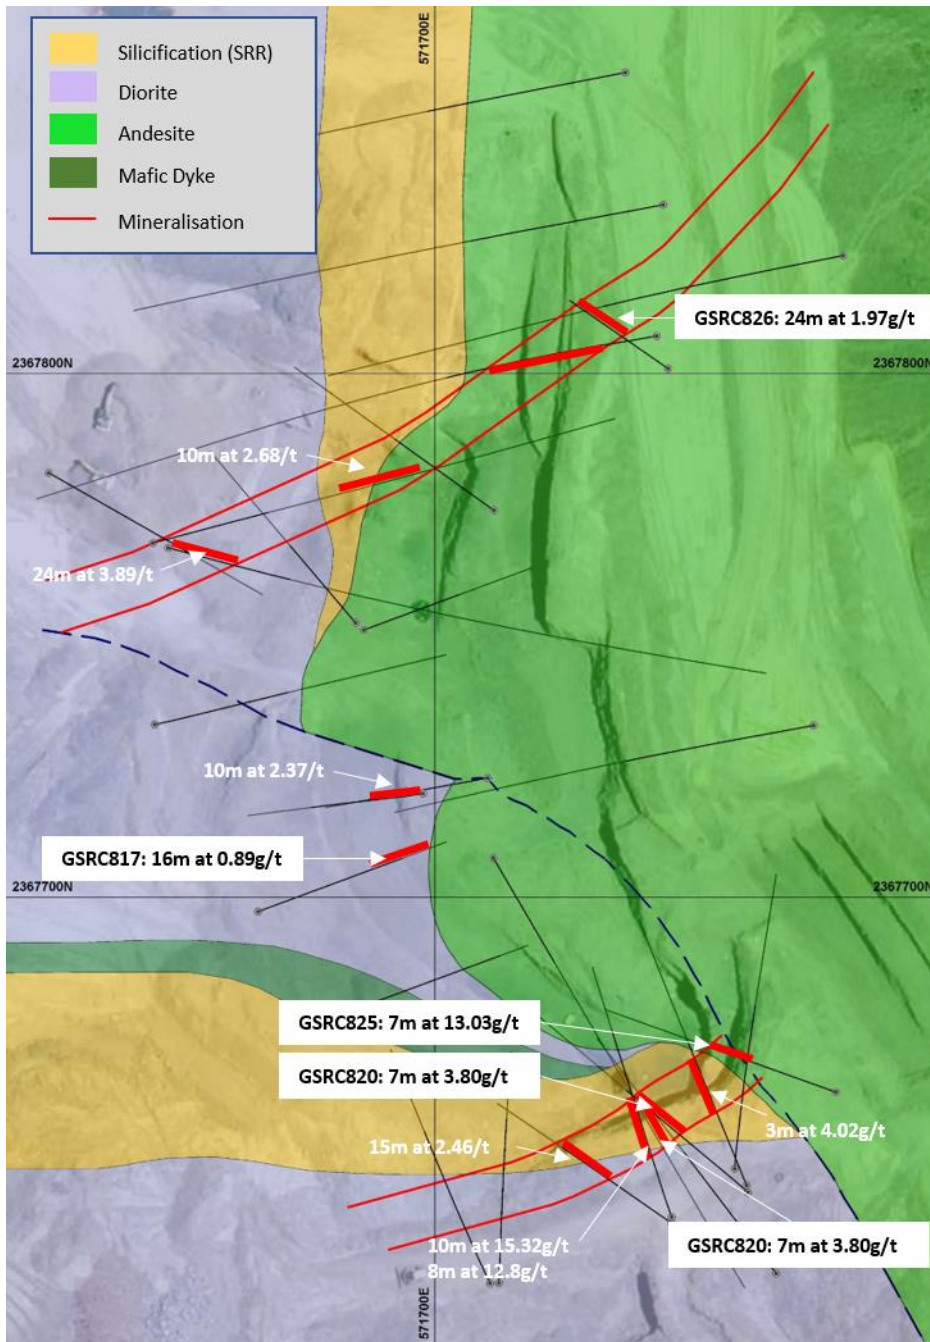 Silicification (SRR)
Diorite
Andesite
Mafic Dyke
Mineralisation
571700E
GSRC826: 24m at 1.97g/t
2367800N
2367800N
10m at 2.68/t
24m at 3.89/t
10m at 2.37/t
GSRC817: 16m at 0.89g/t
2367700N
2367700N
GSRC825: 7m at 13.03g/t
GSRC820: 7m at 3.80g/t
3m at 4.02g/t
15m at 2.46/t
10m at 15.32g/t
8m at 12.8g/t
GSRC820: 7m at 3.80g/t
571700E